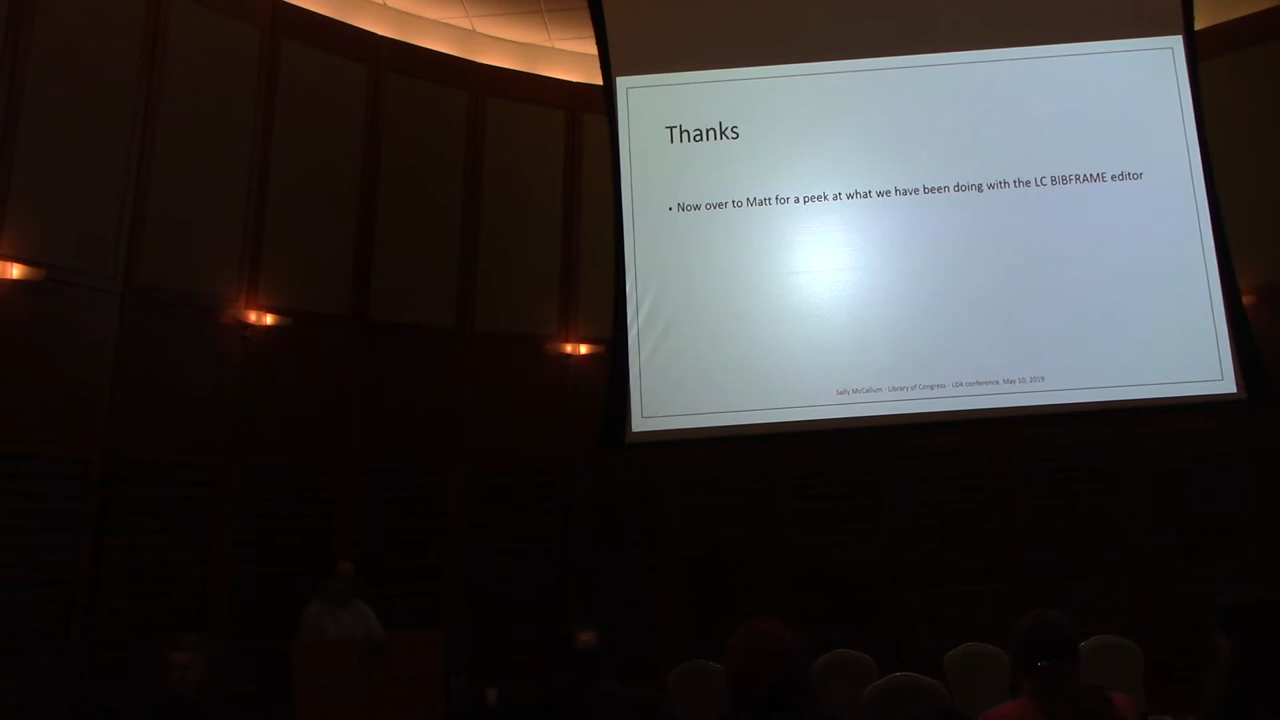 Thanks
• Now over to Matt for a peek at what we have been doing with the LC BIBFRAME editor
Sally McCallum - Library of Congress - LD4 conference, May 10, 2019